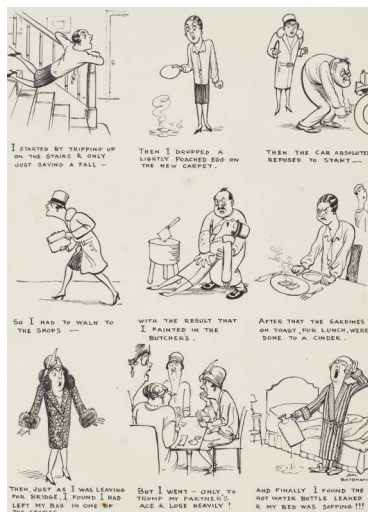 I STARTED BY TRIPPING UP
ON THE STAIRS & ONLY
JUST SAVING A FALL —
THEN I DROPPED A
LIGHTLY POACHED EGG ON
THE NEW CARPET.
THEN THE CAR ABSOLUTE
REFUSED TO START —
SO I HAD TO WALK TO
THE SHOPS —
WITH THE RESULT THAT
I FAINTED IN THE
BUTCHERS.
AFTER THAT THE SARDINES
ON TOAST, FOR LUNCH, WERE
DONE TO A CINDER.
THEN, JUST AS I WAS LEAVING
FOR BRIDGE, I FOUND I HAD
LEFT MY BAG IN ONE OF
BUT I WENT — ONLY, TO
TRUMP MY PARTNER'S
ACE & LOSE HEAVILY!
BATEMAN
AND FINALLY I FOUND THE
HOT WATER BOTTLE LEAKED
& MY BED WAS SOPPING!!!